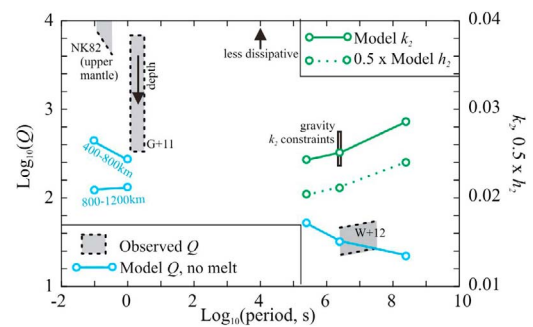 4
3
2
1
Log₁₀(Q)
-2
0
2
4
6
8
10
Log₁₀(period, s)
0.04
0.03
0.02
0.01
k₂, 0.5 x h₂
NK82
(upper
mantle)
depth
G+11
less dissipative
Model k₂
0.5 x Model h₂
gravity
k₂ constraints
400-800km
800-1200km
W+12
Observed Q
Model Q, no melt